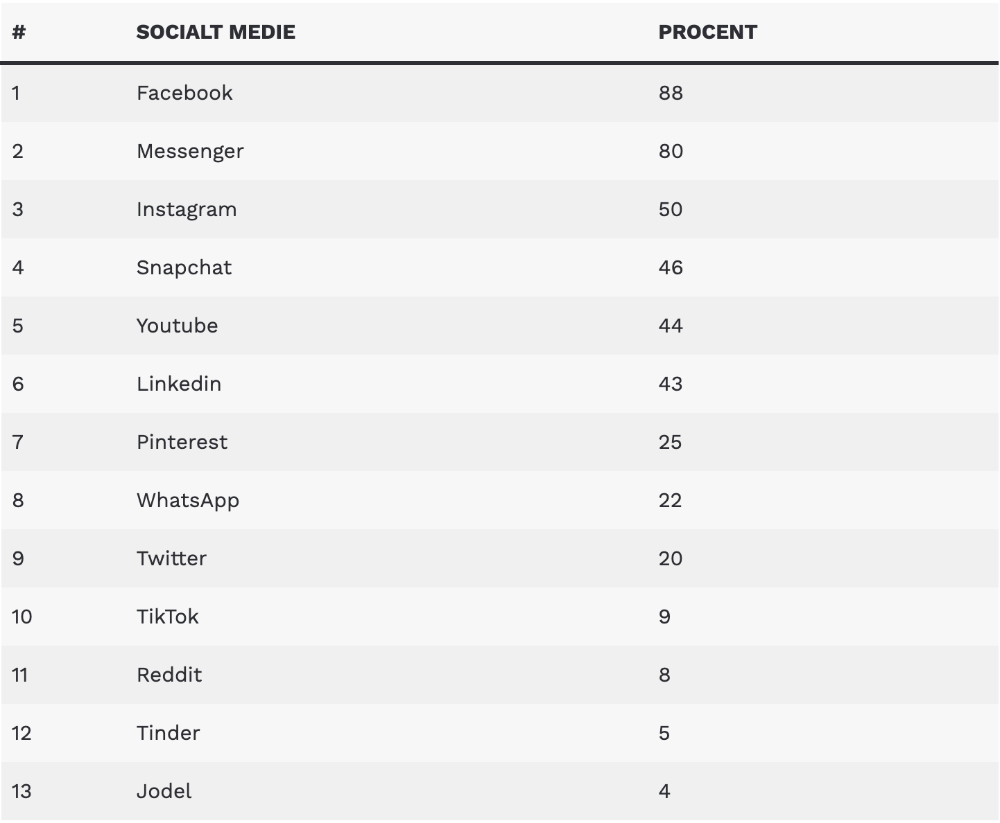 # SOCIALT MEDIE PROCENT
1 Facebook 88
2 Messenger 80
3 Instagram 50
4 Snapchat 46
5 Youtube 44
6 Linkedin 43
7 Pinterest 25
8 WhatsApp 22
9 Twitter 20
10 TikTok 9
11 Reddit 8
12 Tinder 5
13 Jodel 4